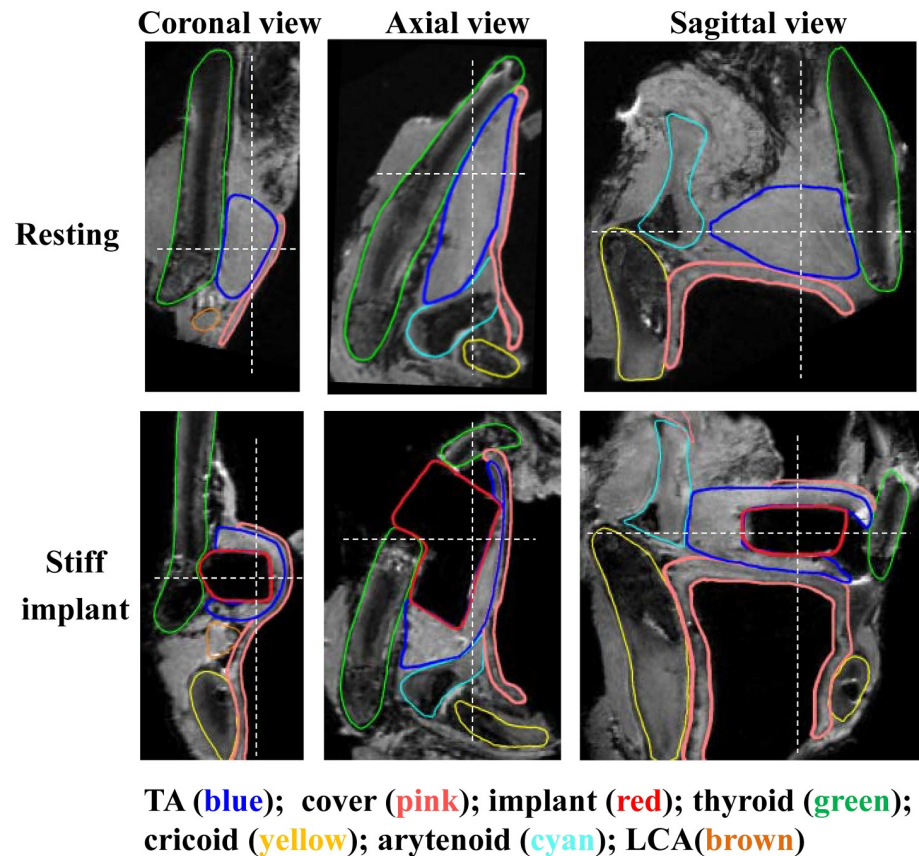 Coronal view Axial view Sagittal view
Resting
Stiff
implant
TA (blue); cover (pink); implant (red); thyroid (green);
cricoid (yellow); arytenoid (cyan); LCA(brown)